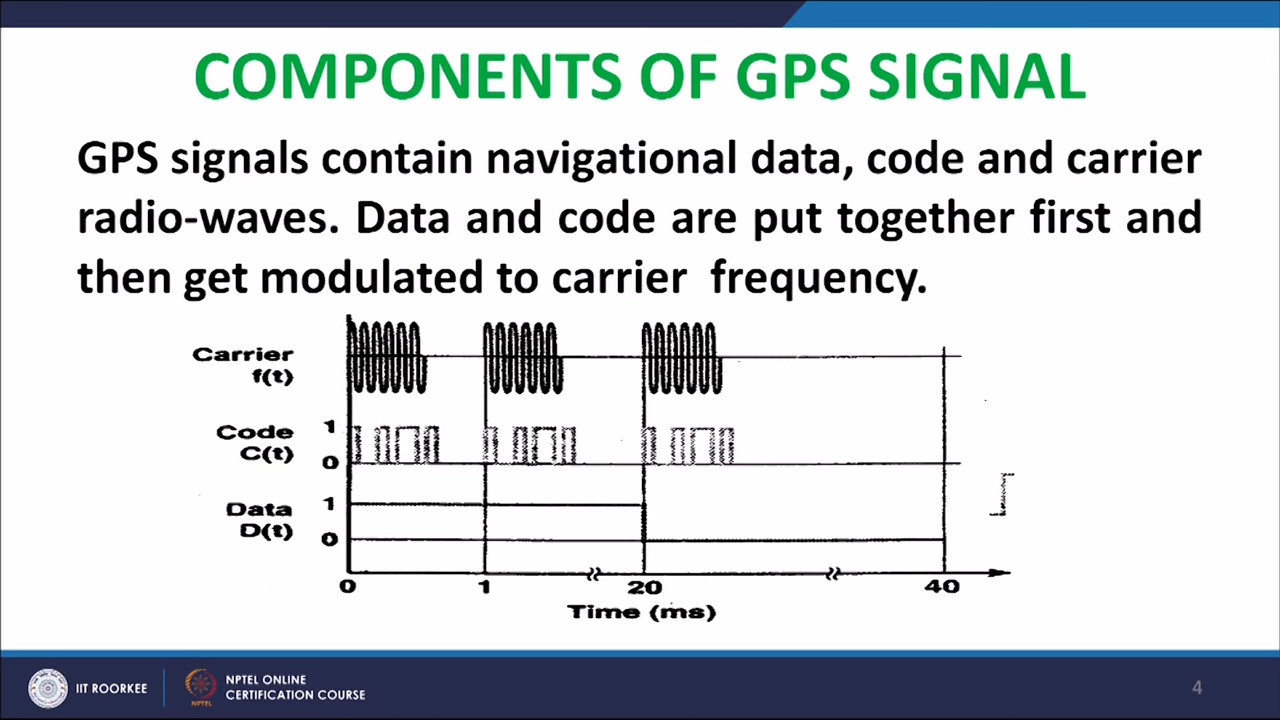 COMPONENTS OF GPS SIGNAL
GPS signals contain navigational data, code and carrier
radio-waves. Data and code are put together first and
then get modulated to carrier frequency.
Carrier
f(t)
Code
C(t)
1
0
Data
D(t)
1
0
0 1 20 40
Time (ms)
IIT ROORKEE
NPTEL
NPTEL ONLINE
CERTIFICATION COURSE
4